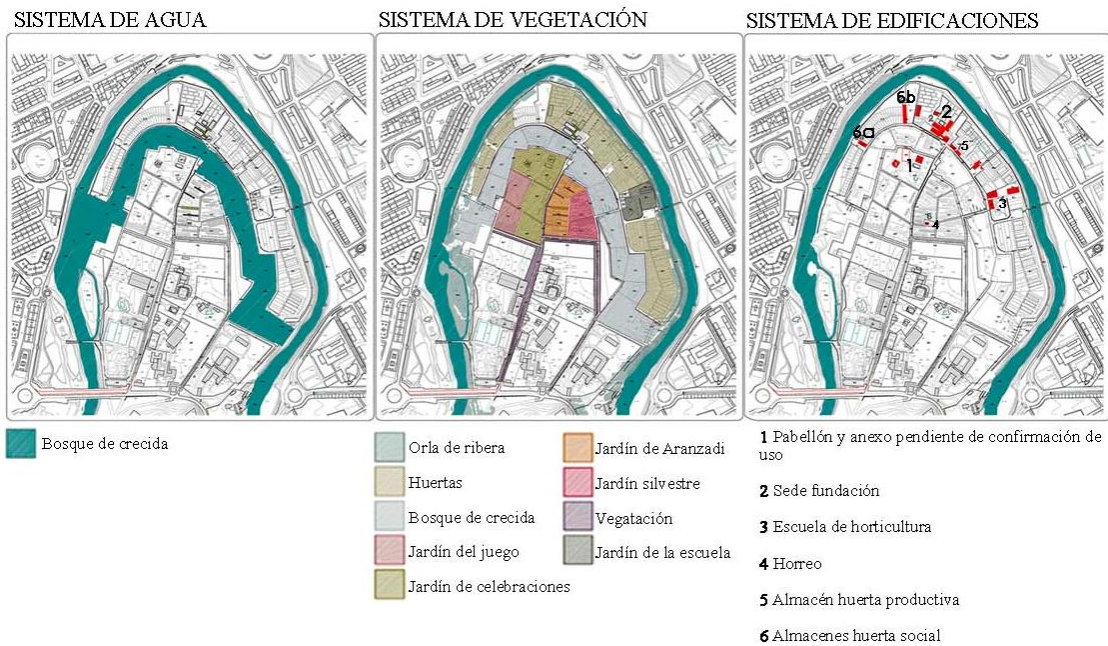 SISTEMA DE AGUA
SISTEMA DE VEGETACIÓN
SISTEMA DE EDIFICACIONES
6b
2
6a
5
1
3
4
Bosque de crecida
Orla de ribera
Huertas
Bosque de crecida
Jardín del juego
Jardín de celebraciones
Jardín de Aranzadi
Jardín silvestre
Vegatación
Jardín de la escuela
1 Pabellón y anexo pendiente de confirmación de
uso
2 Sede fundación
3 Escuela de horticultura
4 Horreo
5 Almacén huerta productiva
6 Almacenes huerta social